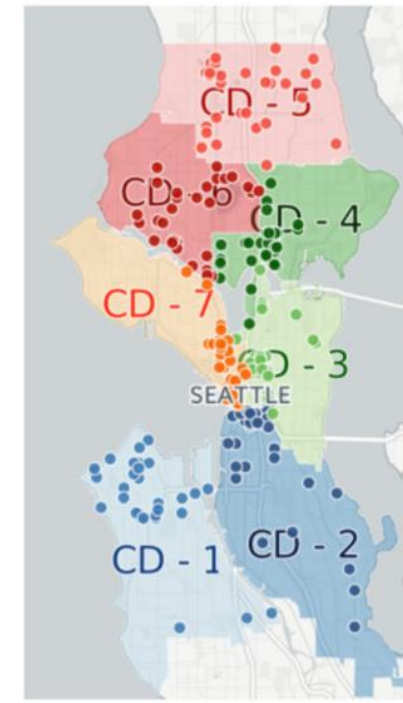 CD - 5
CD - 6
CD - 4
CD - 7
CD - 3
SEATTLE
CD - 1
CD - 2